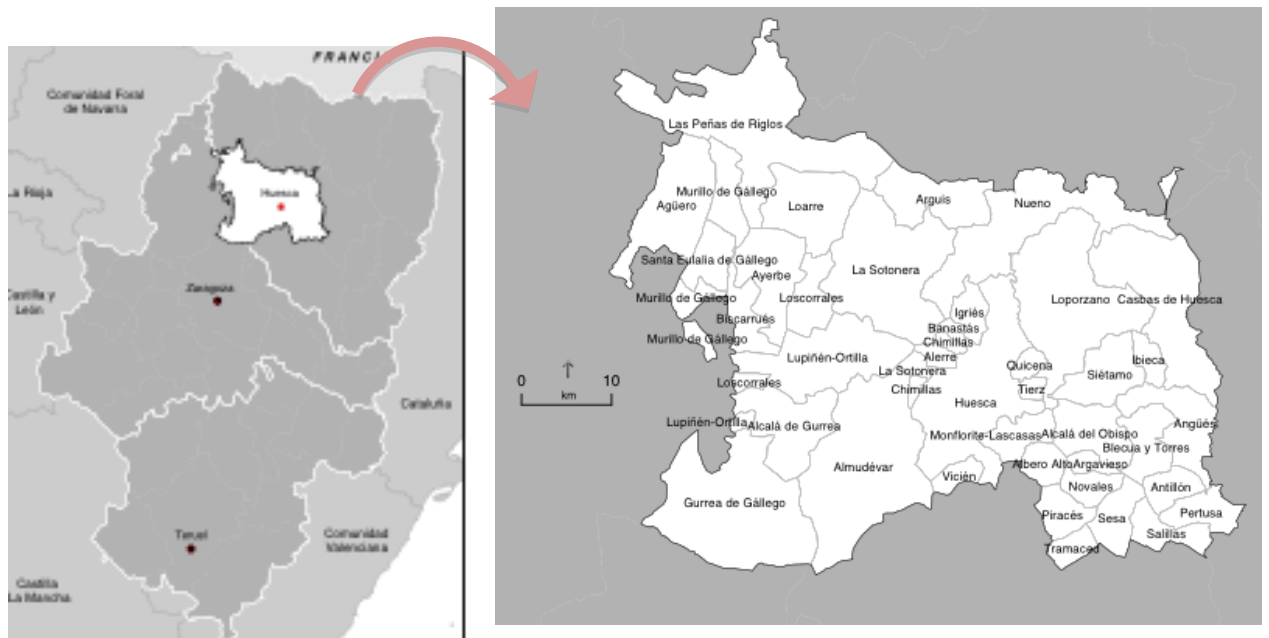 FRANCI
Comunidad Foral
de Navarra
La Rioja
Huesca
Zaragoza
Castilla y
León
Cataluña
Teruel
Comunidad
Valenciana
Castilla
La Mancha
Las Peñas de Riglos
Murillo de Gállego
Agüero
Loarre
Arguis
Nueno
Santa Eulalia de Gállego
Ayerbe
La Sotonera
Murillo de Gállego
Loscorrales
Loporzano
Casbas de Huesca
Biscarrués
Igriés
Banastás
Murillo de Gállego
Chimillas
Lupiñén-Ortilla
Alerre
Quicena
Ibieca
La Sotonera
Siétamo
0
10
km
Loscorrales
Chimillas
Tierz
Huesca
Lupiñén-Ortilla
Alcalá de Gurrea
Angüés
Monflorite-Lascasas
Alcalá del Obispo
Blecua y Torres
Almudévar
Albero Alto
Argavieso
Vicién
Novales
Antillón
Gurrea de Gállego
Piracés
Sesa
Pertusa
Salillas
Tramaced